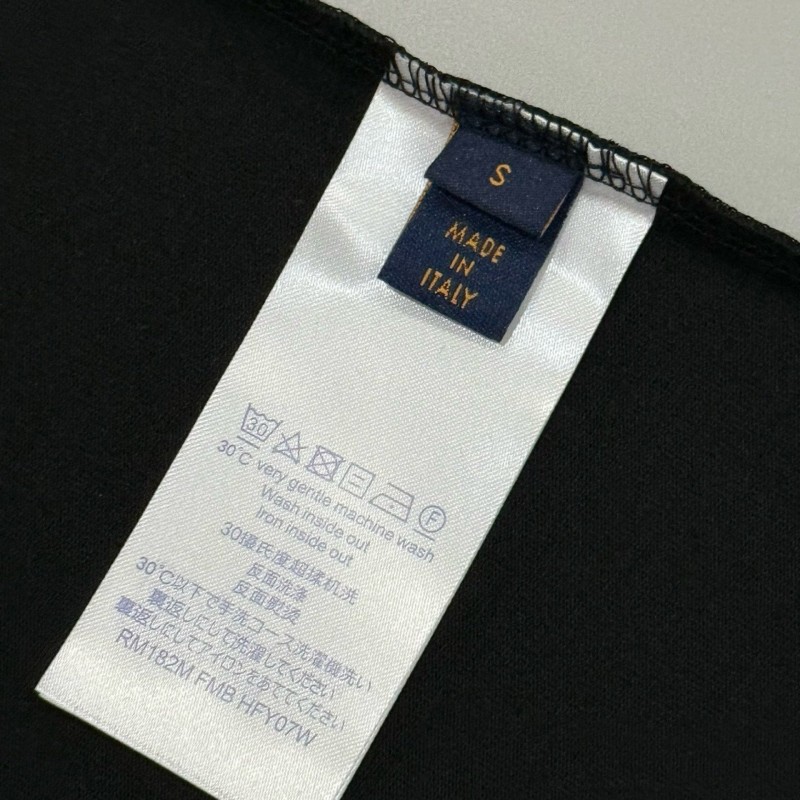 S
MADE
IN
ITALY
30
F
30°C very gentle machine wash
Wash inside out
Iron inside out
30摄氏度超揉机洗
反面洗涤
反面熨烫
30℃以下で手洗コース洗濯機洗い
裏返しにして洗濯してください
裏返しにしてアイロンをあててください
RM182M FMB HFY07W